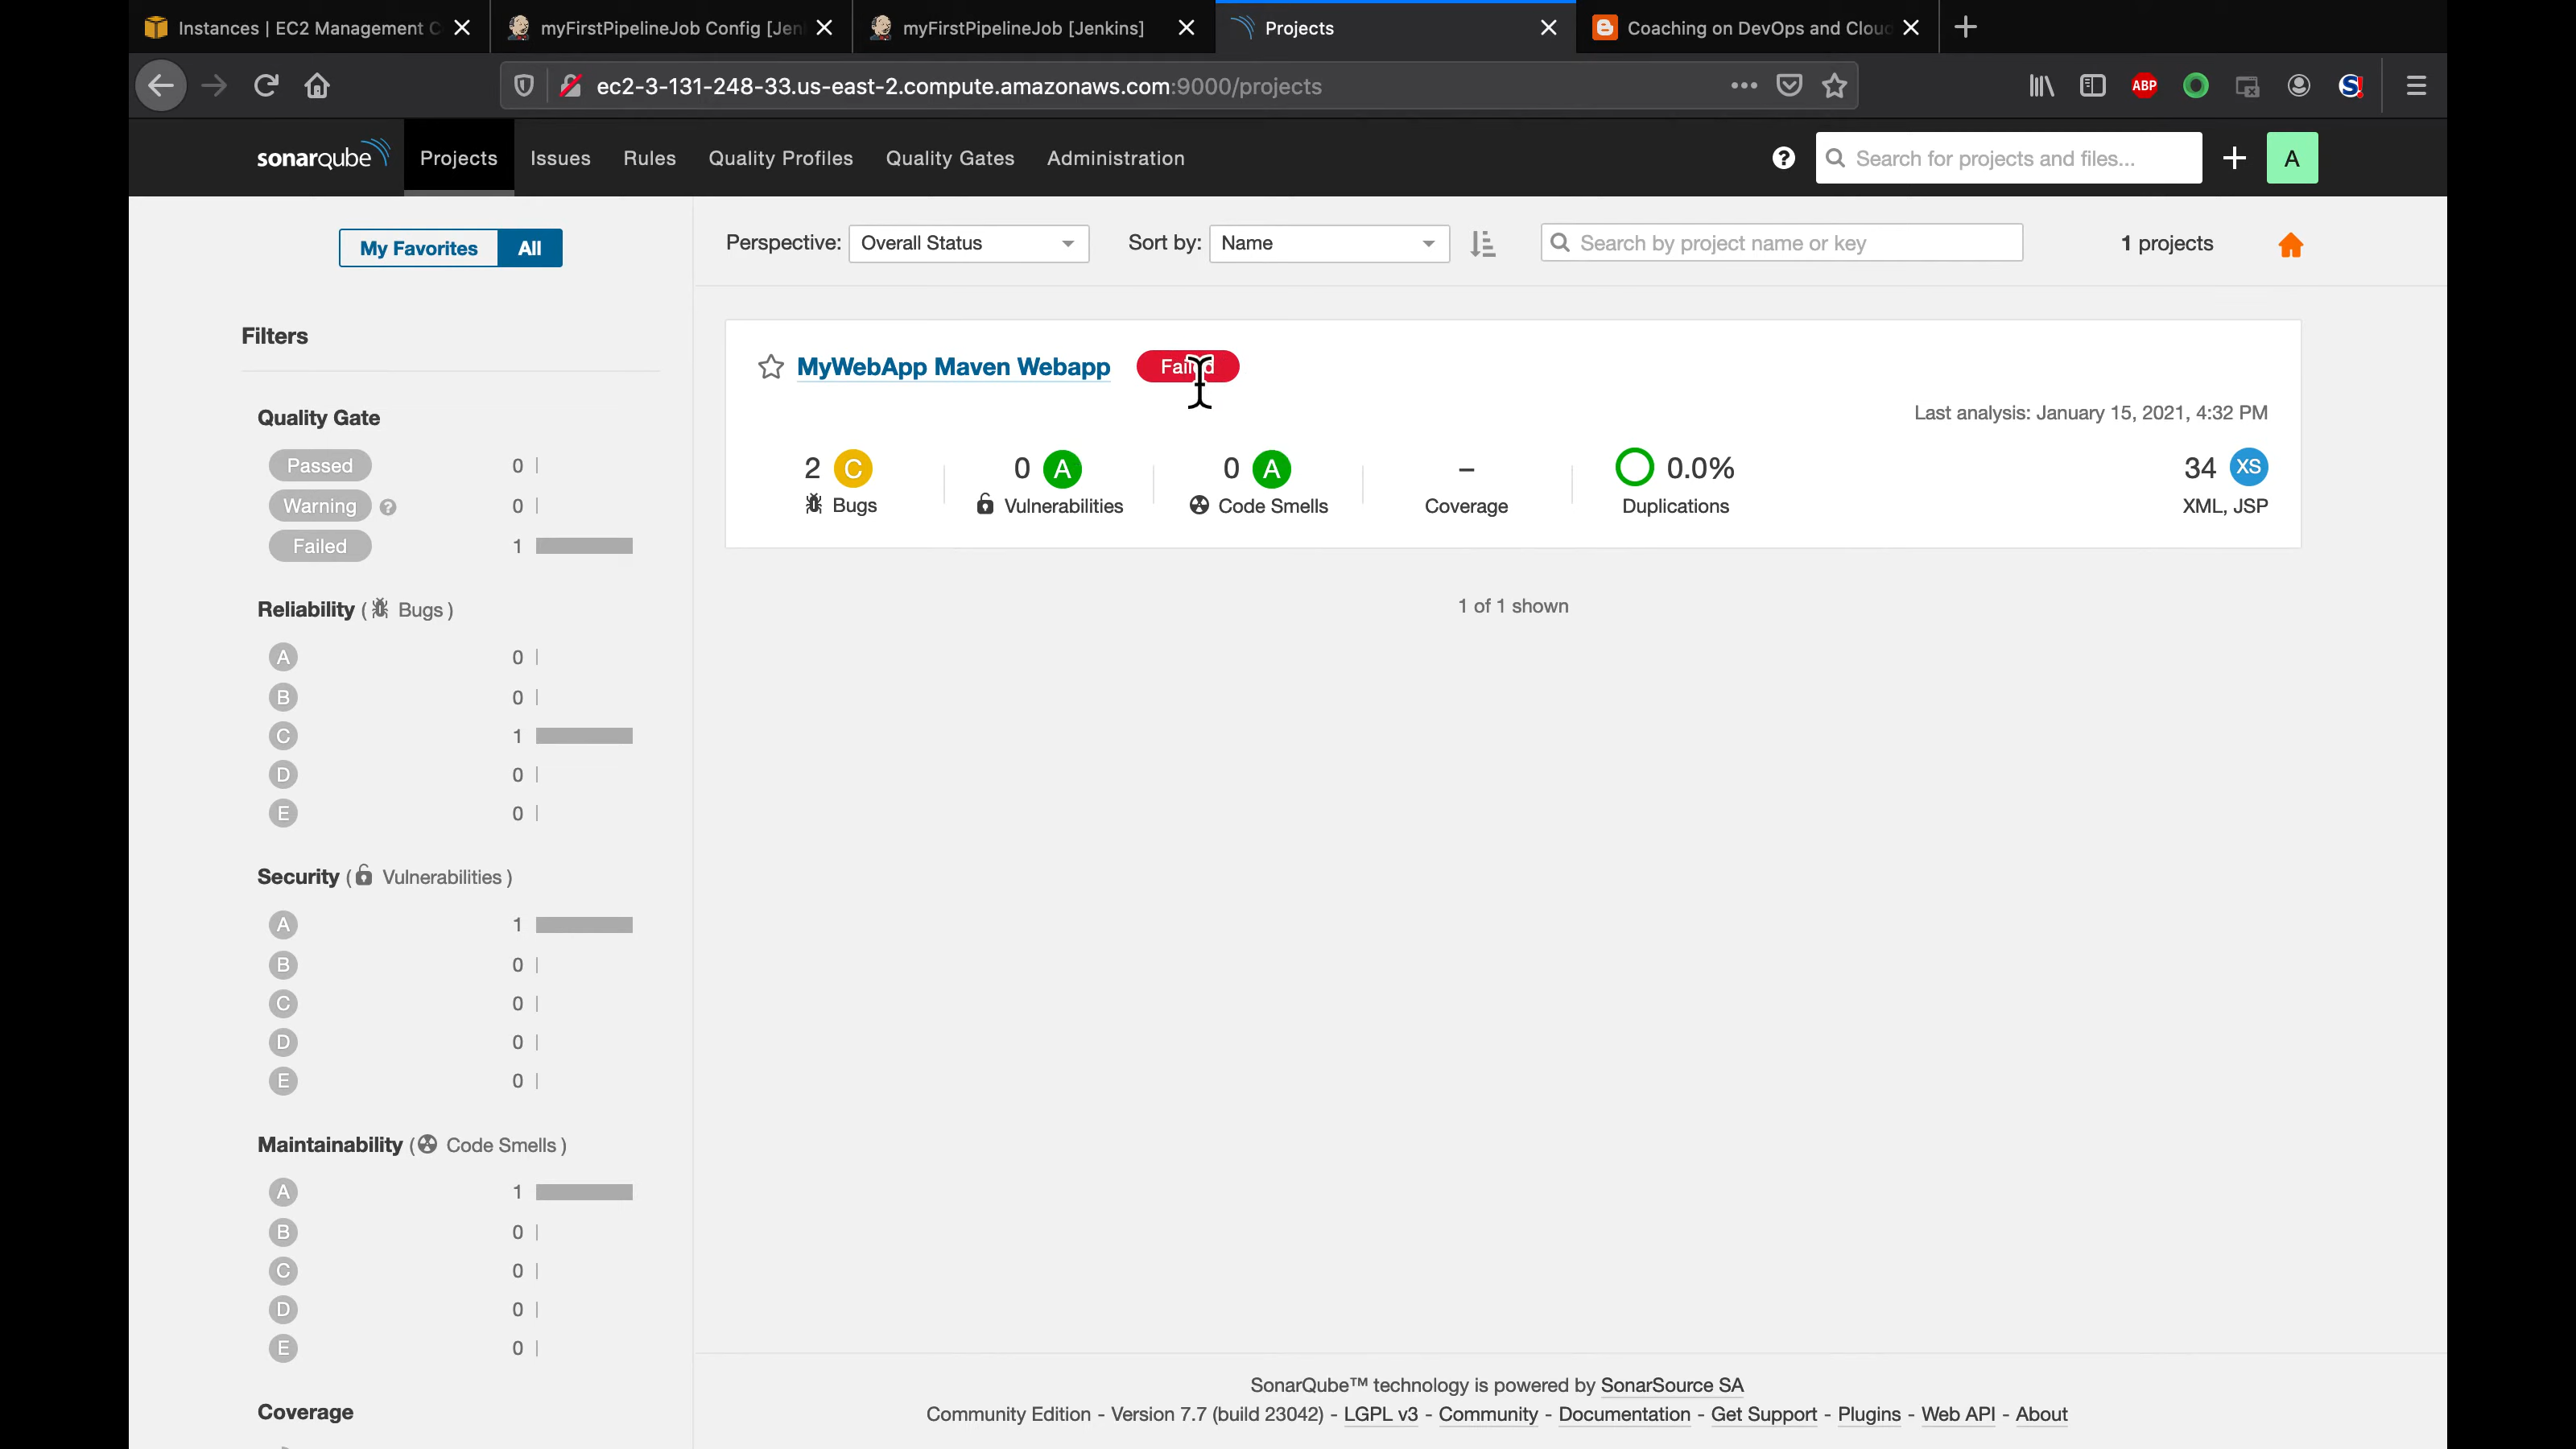 Instances | EC2 Management C
myFirstPipelineJob Config [Jen
myFirstPipelineJob [Jenkins]
Projects
Coaching on DevOps and Clou
ec2-3-131-248-33.us-east-2.compute.amazonaws.com:9000/projects
ABP
sonarqube
Projects
Issues
Rules
Quality Profiles
Quality Gates
Administration
Search for projects and files...
A
My Favorites
All
Perspective:
Overall Status
Sort by:
Name
Search by project name or key
1 projects
Filters
Quality Gate
Passed 0
Warning ? 0
Failed 1
Reliability ( Bugs )
A 0
B 0
C 1
D 0
E 0
Security ( Vulnerabilities )
A 1
B 0
C 0
D 0
E 0
Maintainability ( Code Smells )
A 1
B 0
C 0
D 0
E 0
Coverage
MyWebApp Maven Webapp
Failed
Last analysis: January 15, 2021, 4:32 PM
2 C
Bugs
0 A
Vulnerabilities
0 A
Code Smells
–
Coverage
0.0%
Duplications
34 XS
XML, JSP
1 of 1 shown
SonarQube™ technology is powered by SonarSource SA
Community Edition - Version 7.7 (build 23042) - LGPL v3 - Community - Documentation - Get Support - Plugins - Web API - About